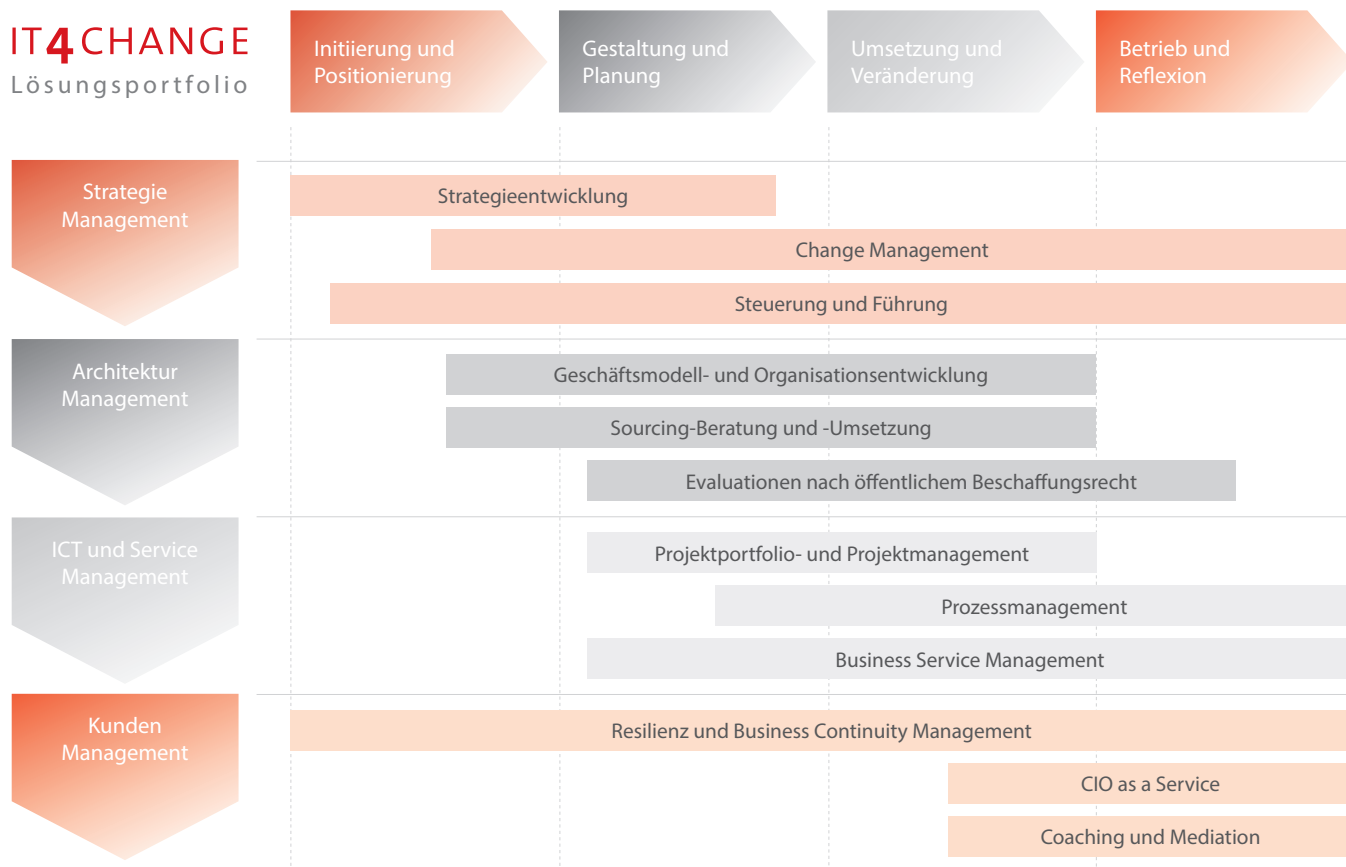 IT4CHANGE
Lösungsportfolio
Initiierung und
Positionierung
Gestaltung und
Planung
Umsetzung und
Veränderung
Betrieb und
Reflexion
Strategie
Management
Strategieentwicklung
Change Management
Steuerung und Führung
Architektur
Management
Geschäftsmodell- und Organisationsentwicklung
Sourcing-Beratung und -Umsetzung
Evaluationen nach öffentlichem Beschaffungsrecht
ICT und Service
Management
Projektportfolio- und Projektmanagement
Prozessmanagement
Business Service Management
Kunden
Management
Resilienz und Business Continuity Management
CIO as a Service
Coaching und Mediation